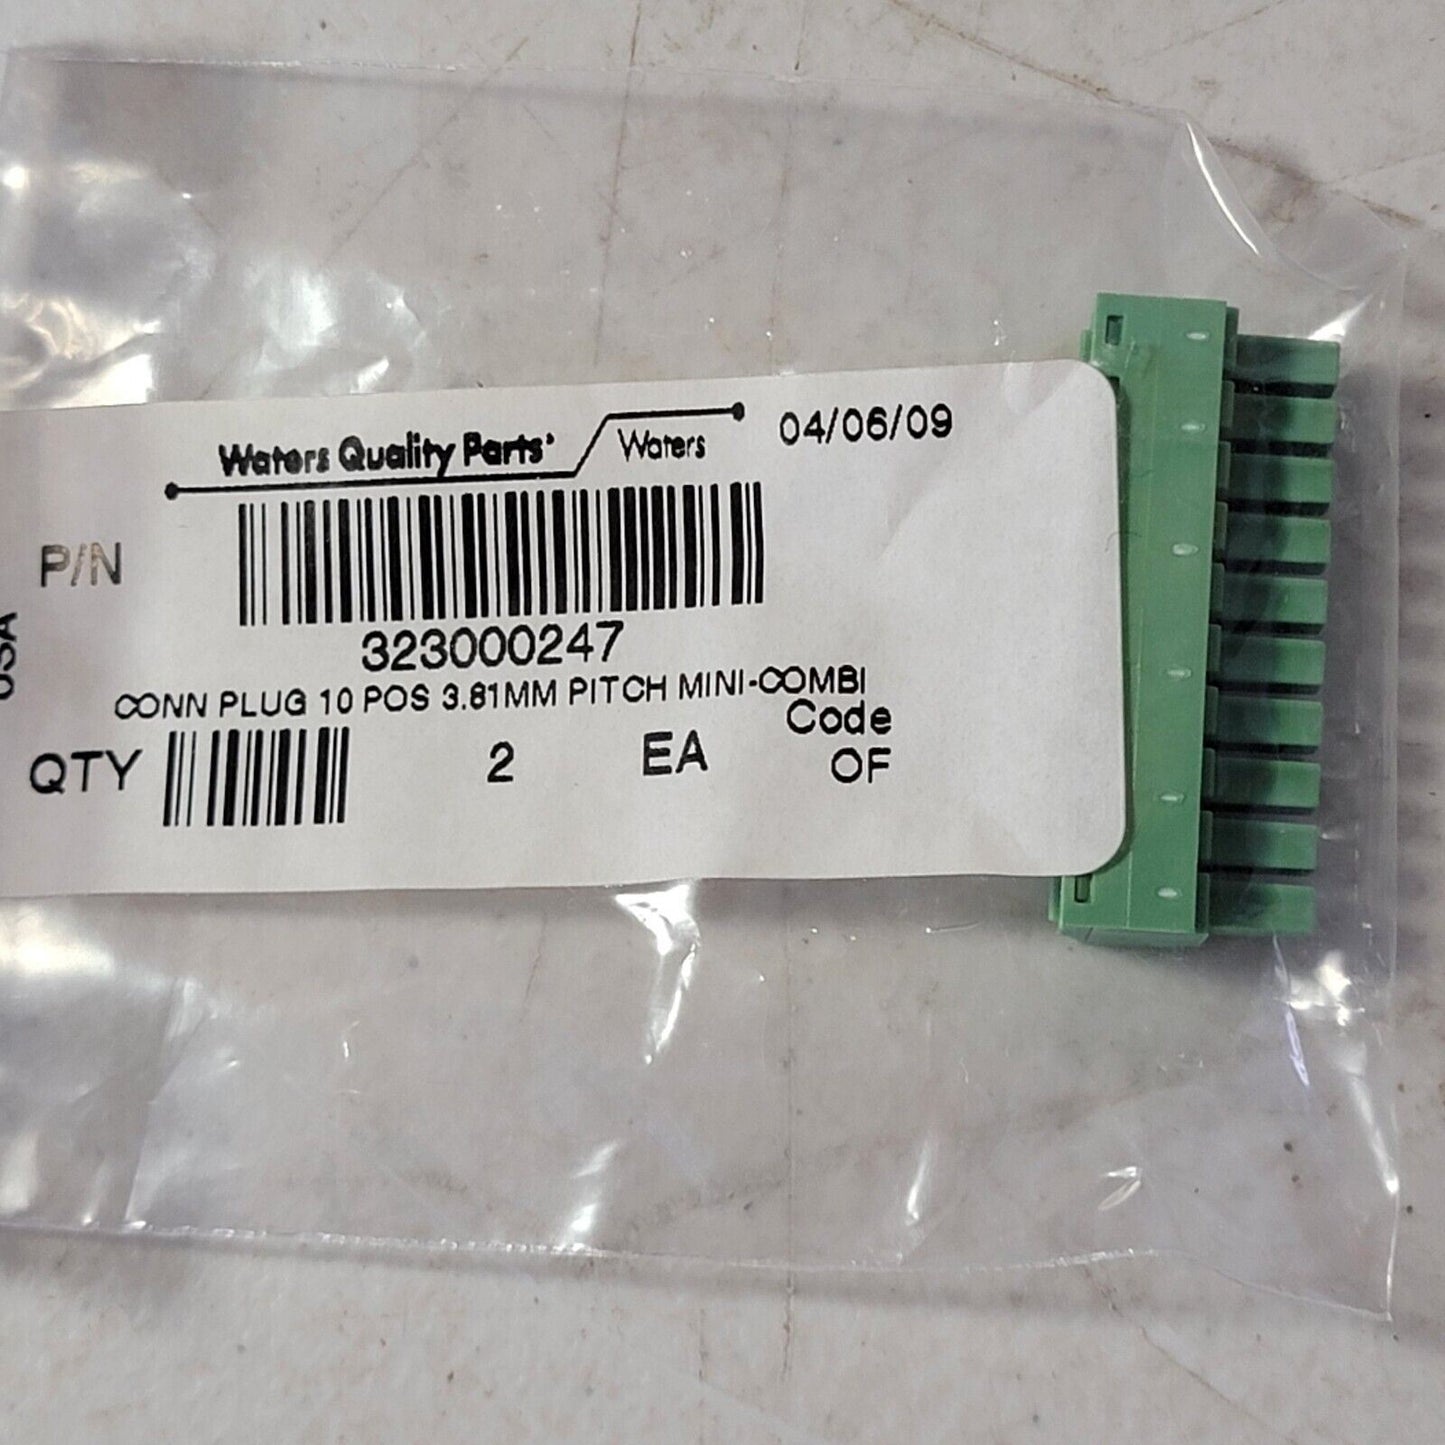 Waters Quality Parts'
Waters
04/06/09
P/N
USA
323000247
CONN PLUG 10 POS 3.81MM PITCH MINI-COMBI
Code
QTY 2 EA OF